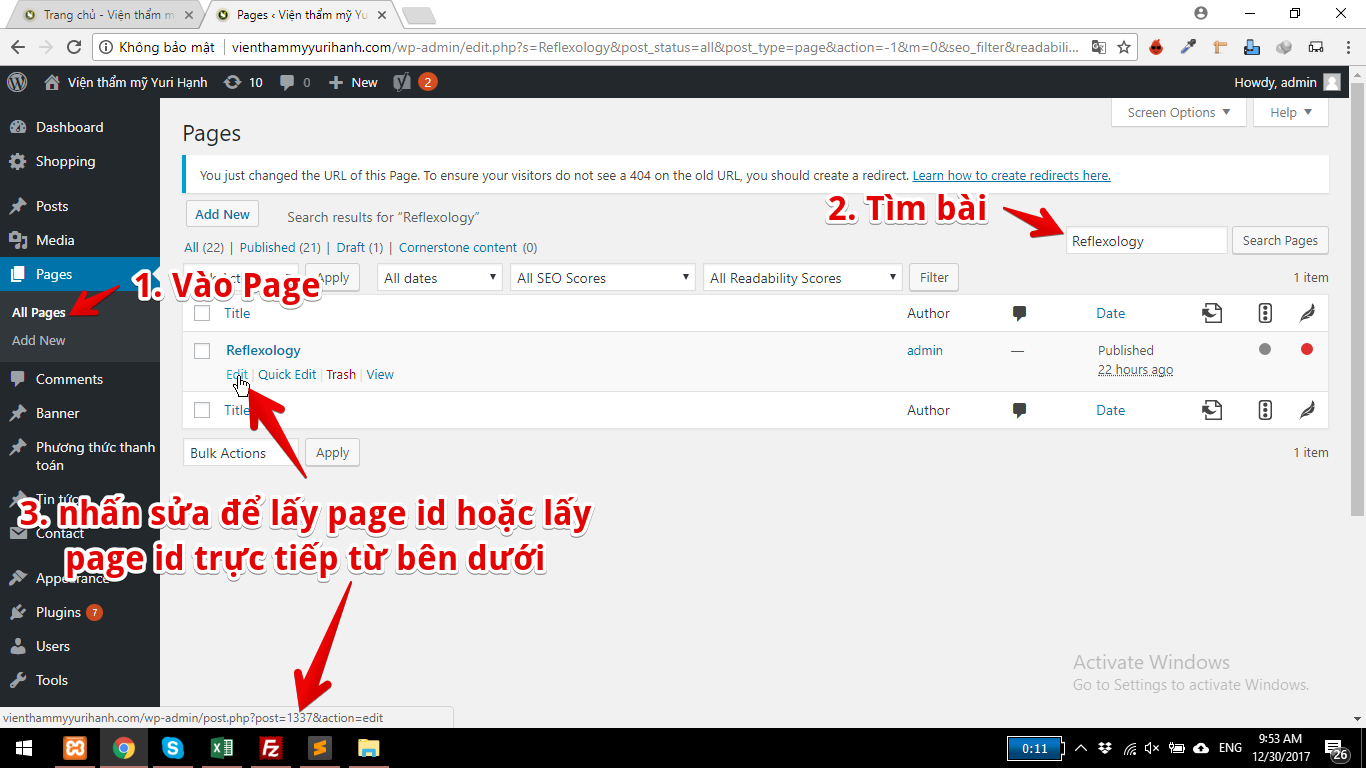 Trang chủ - Viện thẩm mỹ
Pages ‹ Viện thẩm mỹ Yu
Không bảo mật
vienthammyyurihanh.com/wp-admin/edit.php?s=Reflexology&post_status=all&post_type=page&action=-1&m=0&seo_filter&readabili...
Viện thẩm mỹ Yuri Hạnh
10
0
New
2
Howdy, admin
Dashboard
Shopping
Posts
Media
Pages
All Pages
Add New
Comments
Banner
Phương thức thanh
toán
Tin tức
Contact
Appearance
Plugins 7
Users
Tools
Screen Options
Help
Pages
You just changed the URL of this Page. To ensure your visitors do not see a 404 on the old URL, you should create a redirect. Learn how to create redirects here.
Add New
Search results for “Reflexology”
2. Tìm bài
Reflexology
Search Pages
All (22) | Published (21) | Draft (1) | Cornerstone content (0)
1. Vào Page
Apply
All dates
All SEO Scores
All Readability Scores
Filter
1 item
Title
Author
Date
Reflexology
admin
—
Published
22 hours ago
Edit | Quick Edit | Trash | View
Title
Author
Date
Bulk Actions
Apply
1 item
3. nhấn sửa để lấy page id hoặc lấy
page id trực tiếp từ bên dưới
Activate Windows
Go to Settings to activate Windows.
vienthammyyurihanh.com/wp-admin/post.php?post=1337&action=edit
0:11
ENG
9:53 AM
12/30/2017
26